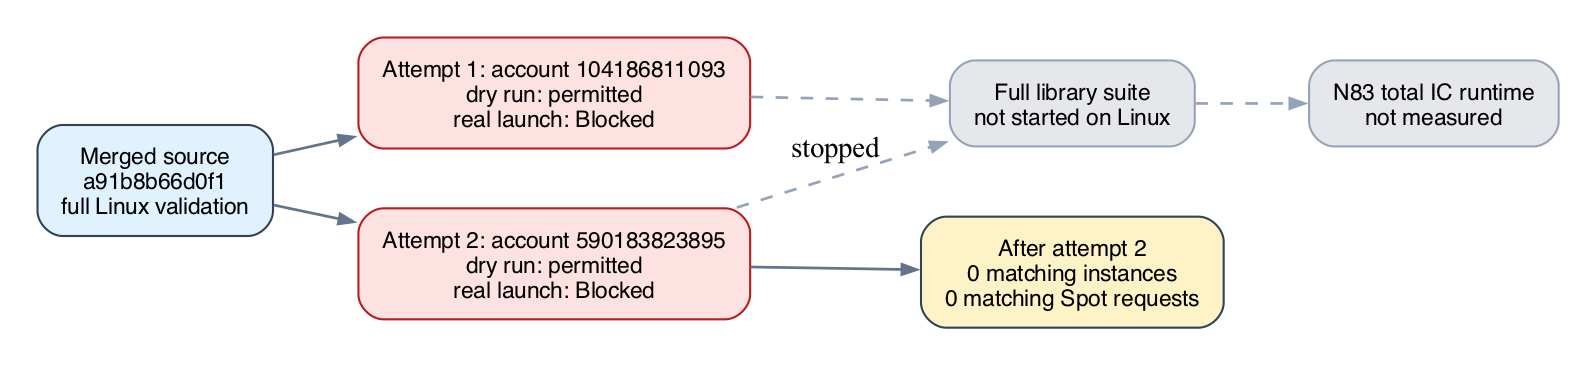 Merged source
a91b8b66d0f1
full Linux validation
Attempt 1: account 104186811093
dry run: permitted
real launch: Blocked
Attempt 2: account 590183823895
dry run: permitted
real launch: Blocked
stopped
Full library suite
not started on Linux
N83 total IC runtime
not measured
After attempt 2
0 matching instances
0 matching Spot requests